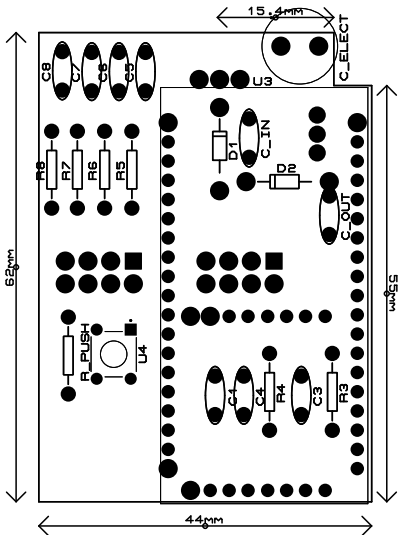 15.4mm
C_ELECT
C8
C7
C6
C5
U3
C_IN
D1
D2
R8
R7
R6
R5
C_OUT
62mm
55mm
R_PUSH
U4
C1
C4
R4
C3
R3
44mm